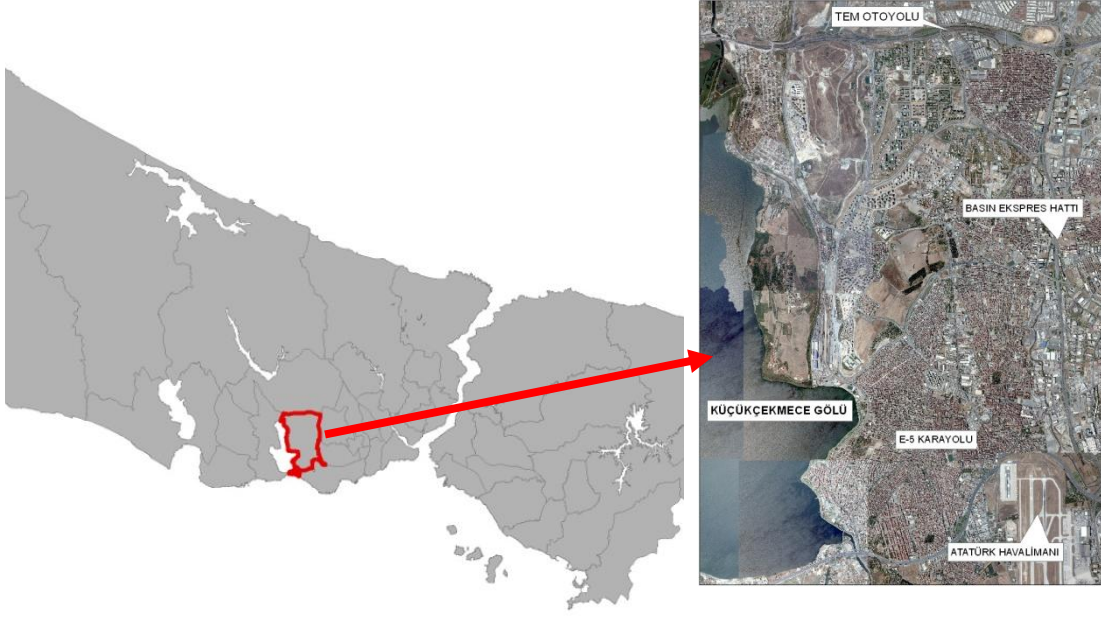 TEM OTOYOLU
BASIN EKSPRES HATTI
KÜÇÜKÇEKMECE GÖLÜ
E-5 KARAYOLU
ATATÜRK HAVALİMANI